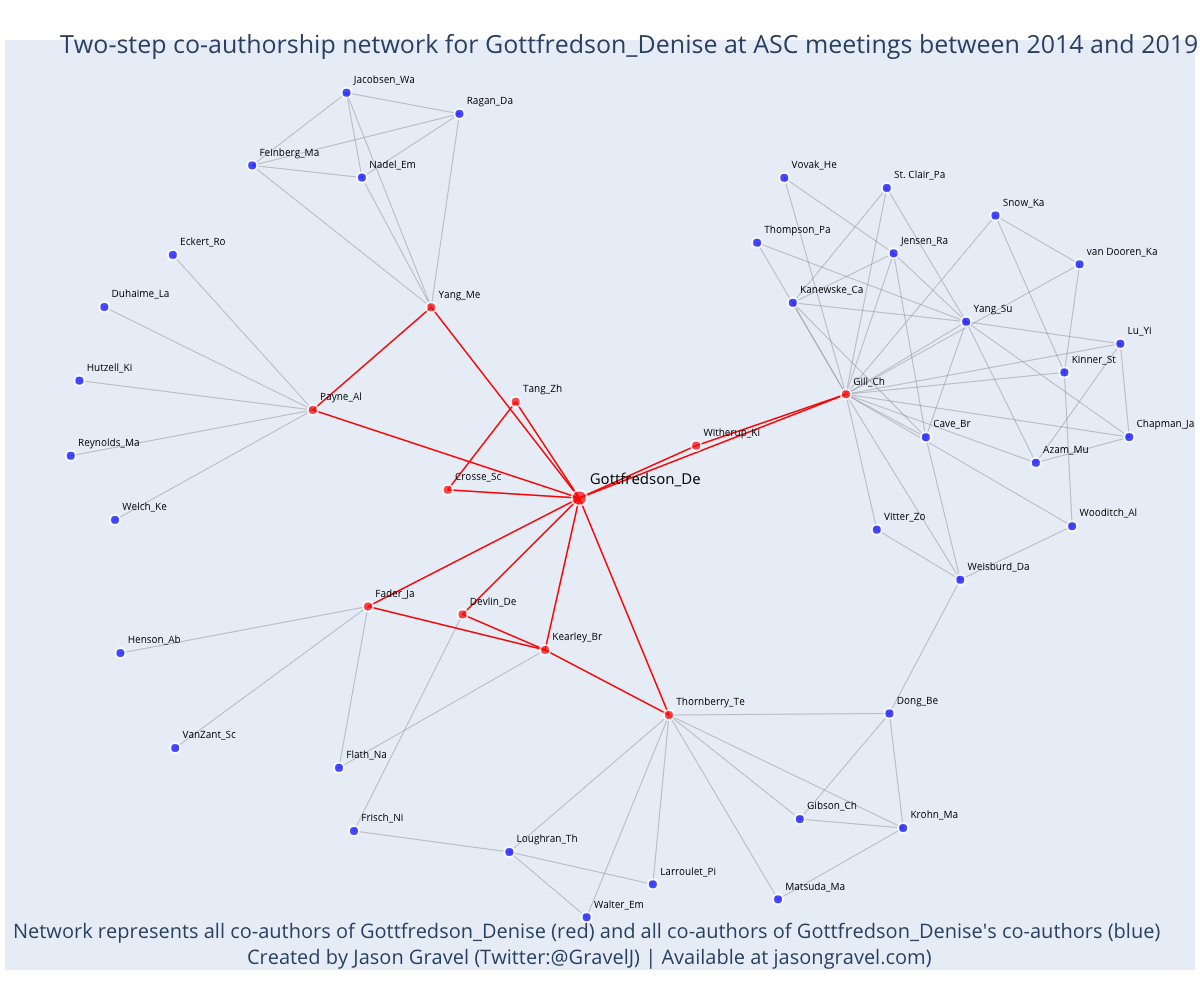 Two-step co-authorship network for Gottfredson_Denise at ASC meetings between 2014 and 2019
Jacobsen_Wa
Ragan_Da
Feinberg_Ma
Nadel_Em
Vovak_He
St. Clair_Pa
Snow_Ka
Thompson_Pa
Jensen_Ra
Eckert_Ro
van Dooren_Ka
Duhaime_La
Yang_Me
Kanewske_Ca
Yang_Su
Lu_Yi
Hutzell_Ki
Kinner_St
Tang_Zh
Gill_Ch
Payne_Al
Witherup_Ki
Cave_Br
Chapman_Ja
Reynolds_Ma
Azam_Mu
Crosse_Sc
Gottfredson_De
Welch_Ke
Vitter_Zo
Wooditch_Al
Weisburd_Da
Fader_Ja
Devlin_De
Henson_Ab
Kearley_Br
Thornberry_Te
Dong_Be
VanZant_Sc
Flath_Na
Gibson_Ch
Krohn_Ma
Frisch_Ni
Loughran_Th
Larroulet_Pi
Matsuda_Ma
Walter_Em
Network represents all co-authors of Gottfredson_Denise (red) and all co-authors of Gottfredson_Denise's co-authors (blue)
Created by Jason Gravel (Twitter:@GravelJ) | Available at jasongravel.com)